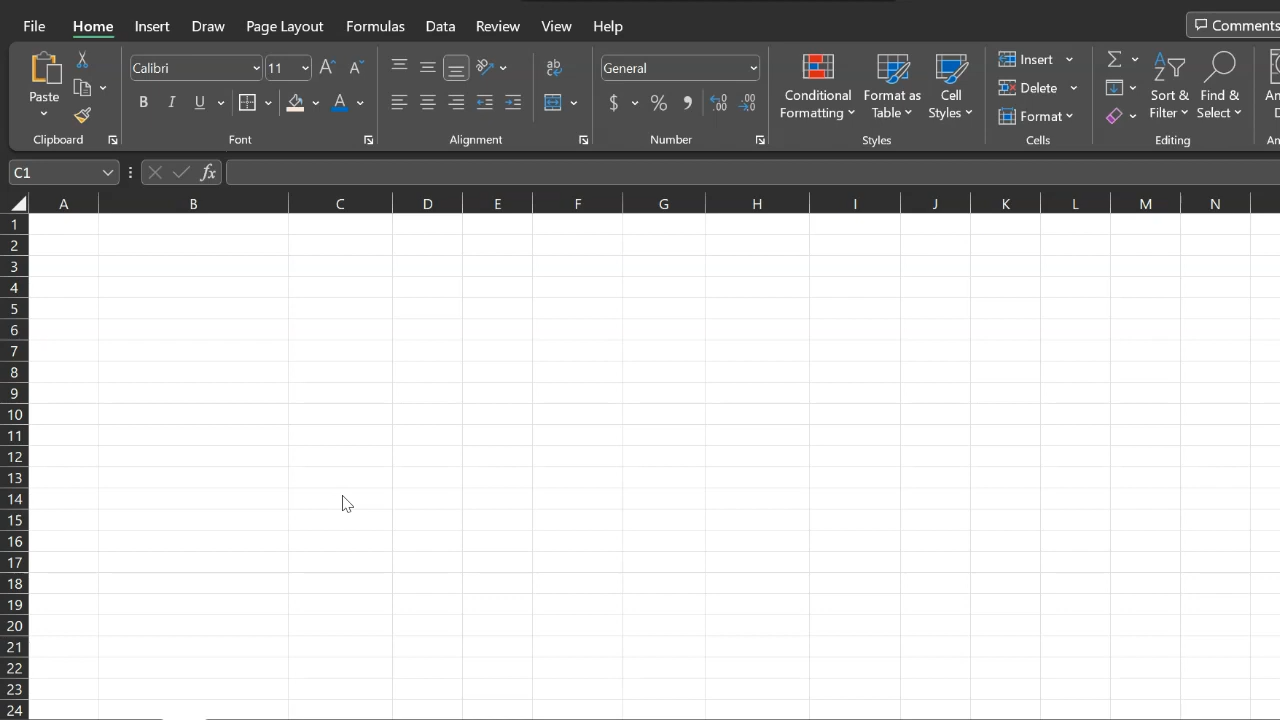 File Home Insert Draw Page Layout Formulas Data Review View Help
Comments
Paste
Clipboard
Calibri 11
B I U
Font
ab
Alignment
General
$ % 9
Number
Conditional Formatting
Format as Table
Cell Styles
Styles
Insert
Delete
Format
Cells
Sort & Filter
Find & Select
Editing
C1
fx
A B C D E F G H I J K L M N
1
2
3
4
5
6
7
8
9
10
11
12
13
14
15
16
17
18
19
20
21
22
23
24